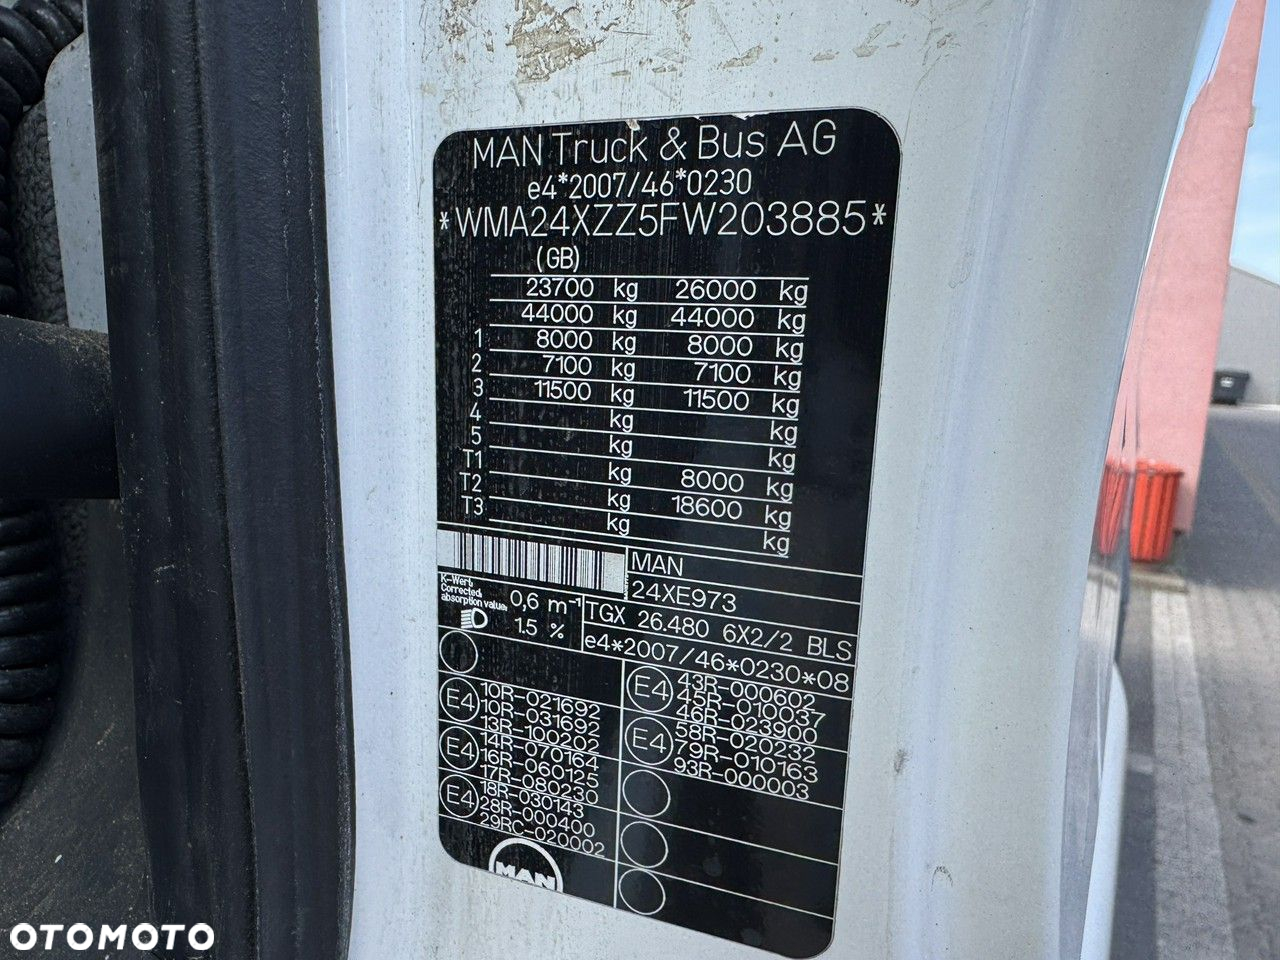 MAN Truck & Bus AG
e4*2007/46*0230
*WMA24XZZ5FW203885*
(GB)
23700 kg 26000 kg
44000 kg 44000 kg
1 8000 kg 8000 kg
2 7100 kg 7100 kg
3 11500 kg 11500 kg
4 kg kg
5 kg kg
T1 kg 8000 kg
T2 kg 18600 kg
T3 kg kg
MAN
24XE973
K-Wert:
Corrected
absorption value:
0,6 m-1
1.5 %
TGX 26.480 6X2/2 BLS
e4*2007/46*0230*08
E4 10R-021692
10R-031692
13R-100202
E4 14R-070164
16R-060125
17R-080230
E4 18R-030143
28R-000400
29RC-020002
E4 43R-000602
45R-010037
46R-023900
E4 58R-020232
79R-010163
93R-000003
MAN
OTOMOTO